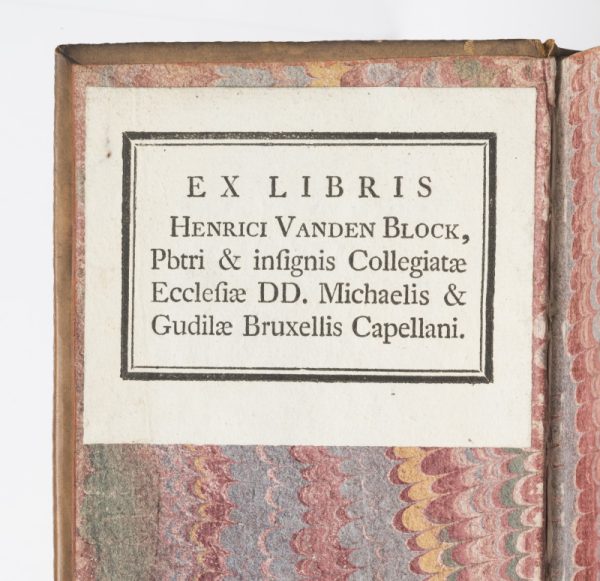 EX LIBRIS
HENRICI VANDEN BLOCK,
Pbtri & inſignis Collegiatæ
Eccleſiæ DD. Michaelis &
Gudilæ Bruxellis Capellani.